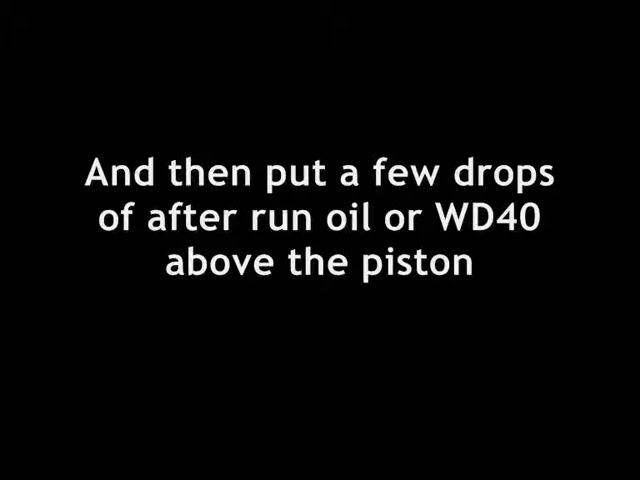 And then put a few drops
of after run oil or WD40
above the piston